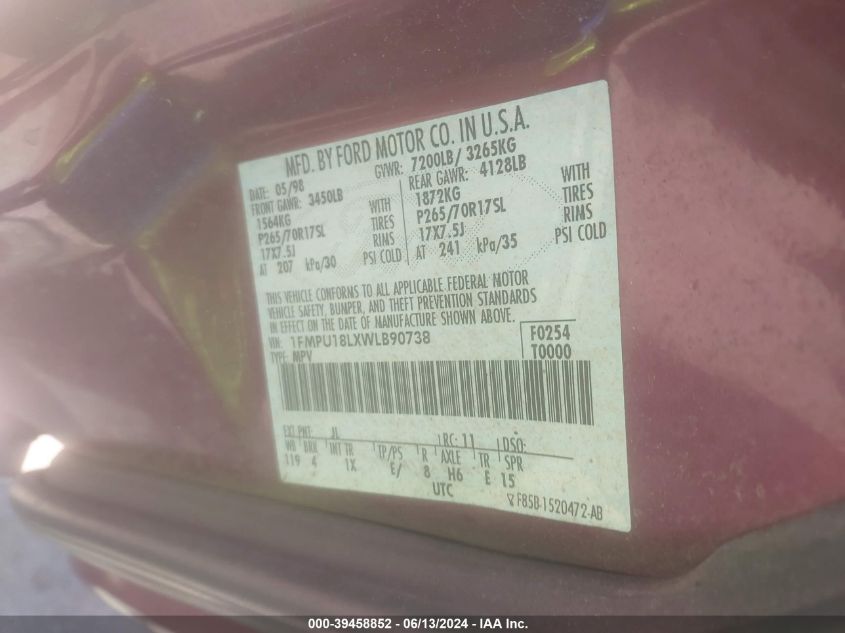 MFD. BY FORD MOTOR CO. IN U.S.A.
DATE: 05/98 GVWR: 7200LB/ 3265KG
FRONT GAWR: 3450LB REAR GAWR: 4128LB
1564KG WITH 1872KG WITH
P265/70R17SL TIRES P265/70R17SL TIRES
17X7.5J RIMS 17X7.5J RIMS
AT 207 kPa/30 PSI COLD AT 241 kPa/35 PSI COLD
THIS VEHICLE CONFORMS TO ALL APPLICABLE FEDERAL MOTOR
VEHICLE SAFETY, BUMPER, AND THEFT PREVENTION STANDARDS
IN EFFECT ON THE DATE OF MANUFACTURE SHOWN ABOVE.
VIN: 1FMPU18LXWLB90738 F0254
TYPE: MPV T0000
EXT PNT: JL RC: 11 DSO:
WB BRK INT TR TP/PS R AXLE TR SPR
119 4 1X E/ 8 H6 E 15
UTC
F85B-1520472-AB
000-39458852 - 06/13/2024 - IAA Inc.